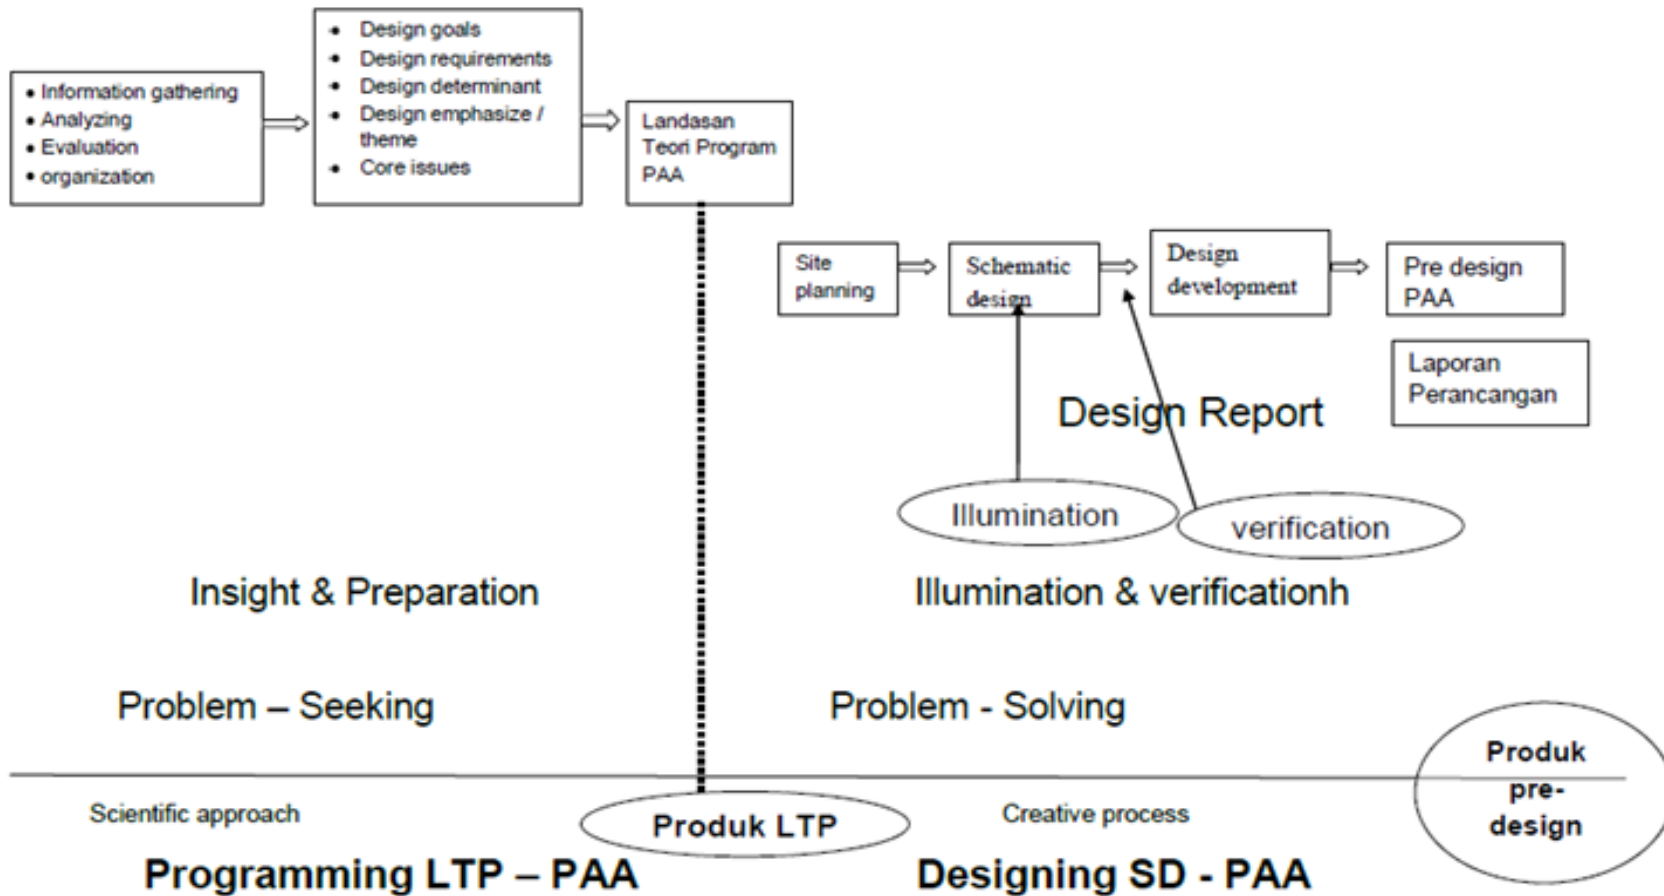 • Information gathering
• Analyzing
• Evaluation
• organization
• Design goals
• Design requirements
• Design determinant
• Design emphasize /
theme
• Core issues
Landasan
Teori Program
PAA
Site
planning
Schematic
design
Design
development
Pre design
PAA
Laporan
Perancangan
Design Report
Illumination
verification
Insight & Preparation
Illumination & verificationh
Problem – Seeking
Problem - Solving
Produk
pre-
design
Scientific approach
Produk LTP
Creative process
Programming LTP – PAA
Designing SD - PAA